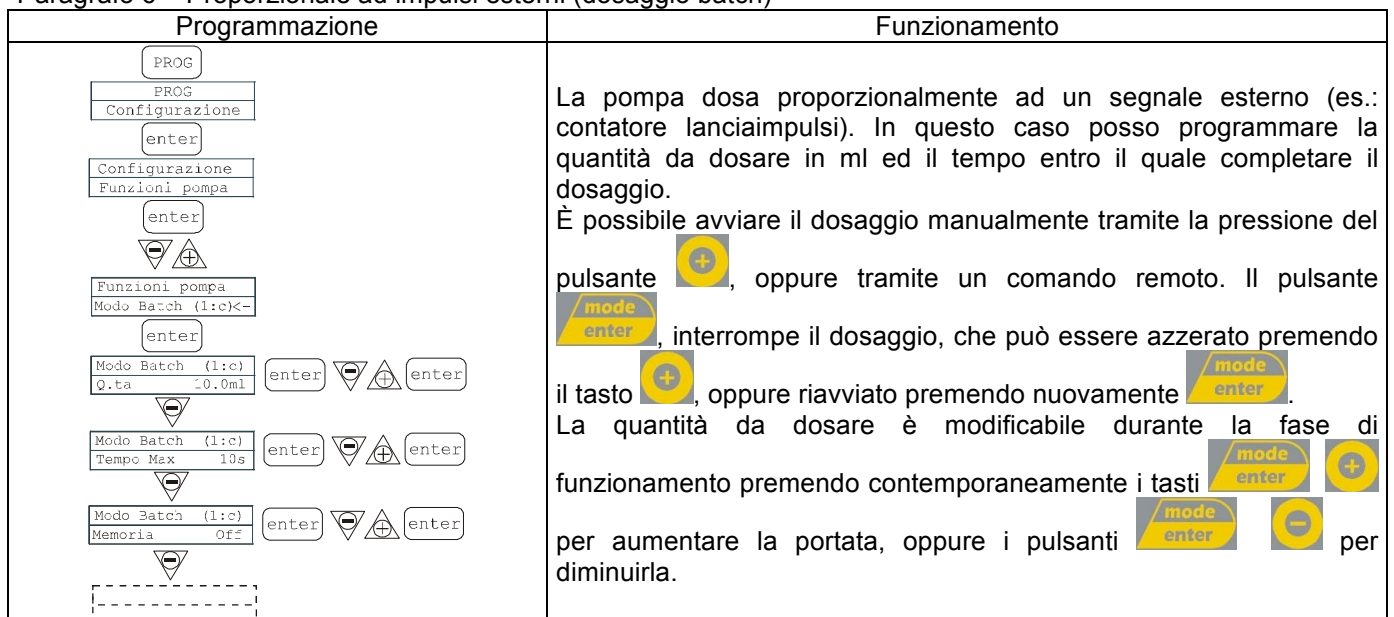 Proporzionale ad impulsi esterni (dosaggio batch)
Programmazione
Funzionamento
PROG
PROG
Configurazione
enter
Configurazione
Funzioni pompa
enter
Funzioni pompa
Modo Batch (1:c)<-
enter
Modo Batch (1:c)
Q.ta 10.0ml
enter
enter
Modo Batch (1:c)
Tempo Max 10s
enter
enter
Modo Batch (1:c)
Memoria Off
enter
enter
La pompa dosa proporzionalmente ad un segnale esterno (es.:
contatore lanciaimpulsi). In questo caso posso programmare la
quantità da dosare in ml ed il tempo entro il quale completare il
dosaggio.
È possibile avviare il dosaggio manualmente tramite la pressione del
pulsante +, oppure tramite un comando remoto. Il pulsante
mode
enter, interrompe il dosaggio, che può essere azzerato premendo
il tasto +, oppure riavviato premendo nuovamente mode enter.
La quantità da dosare è modificabile durante la fase di
funzionamento premendo contemporaneamente i tasti mode enter +
per aumentare la portata, oppure i pulsanti mode enter - per
diminuirla.